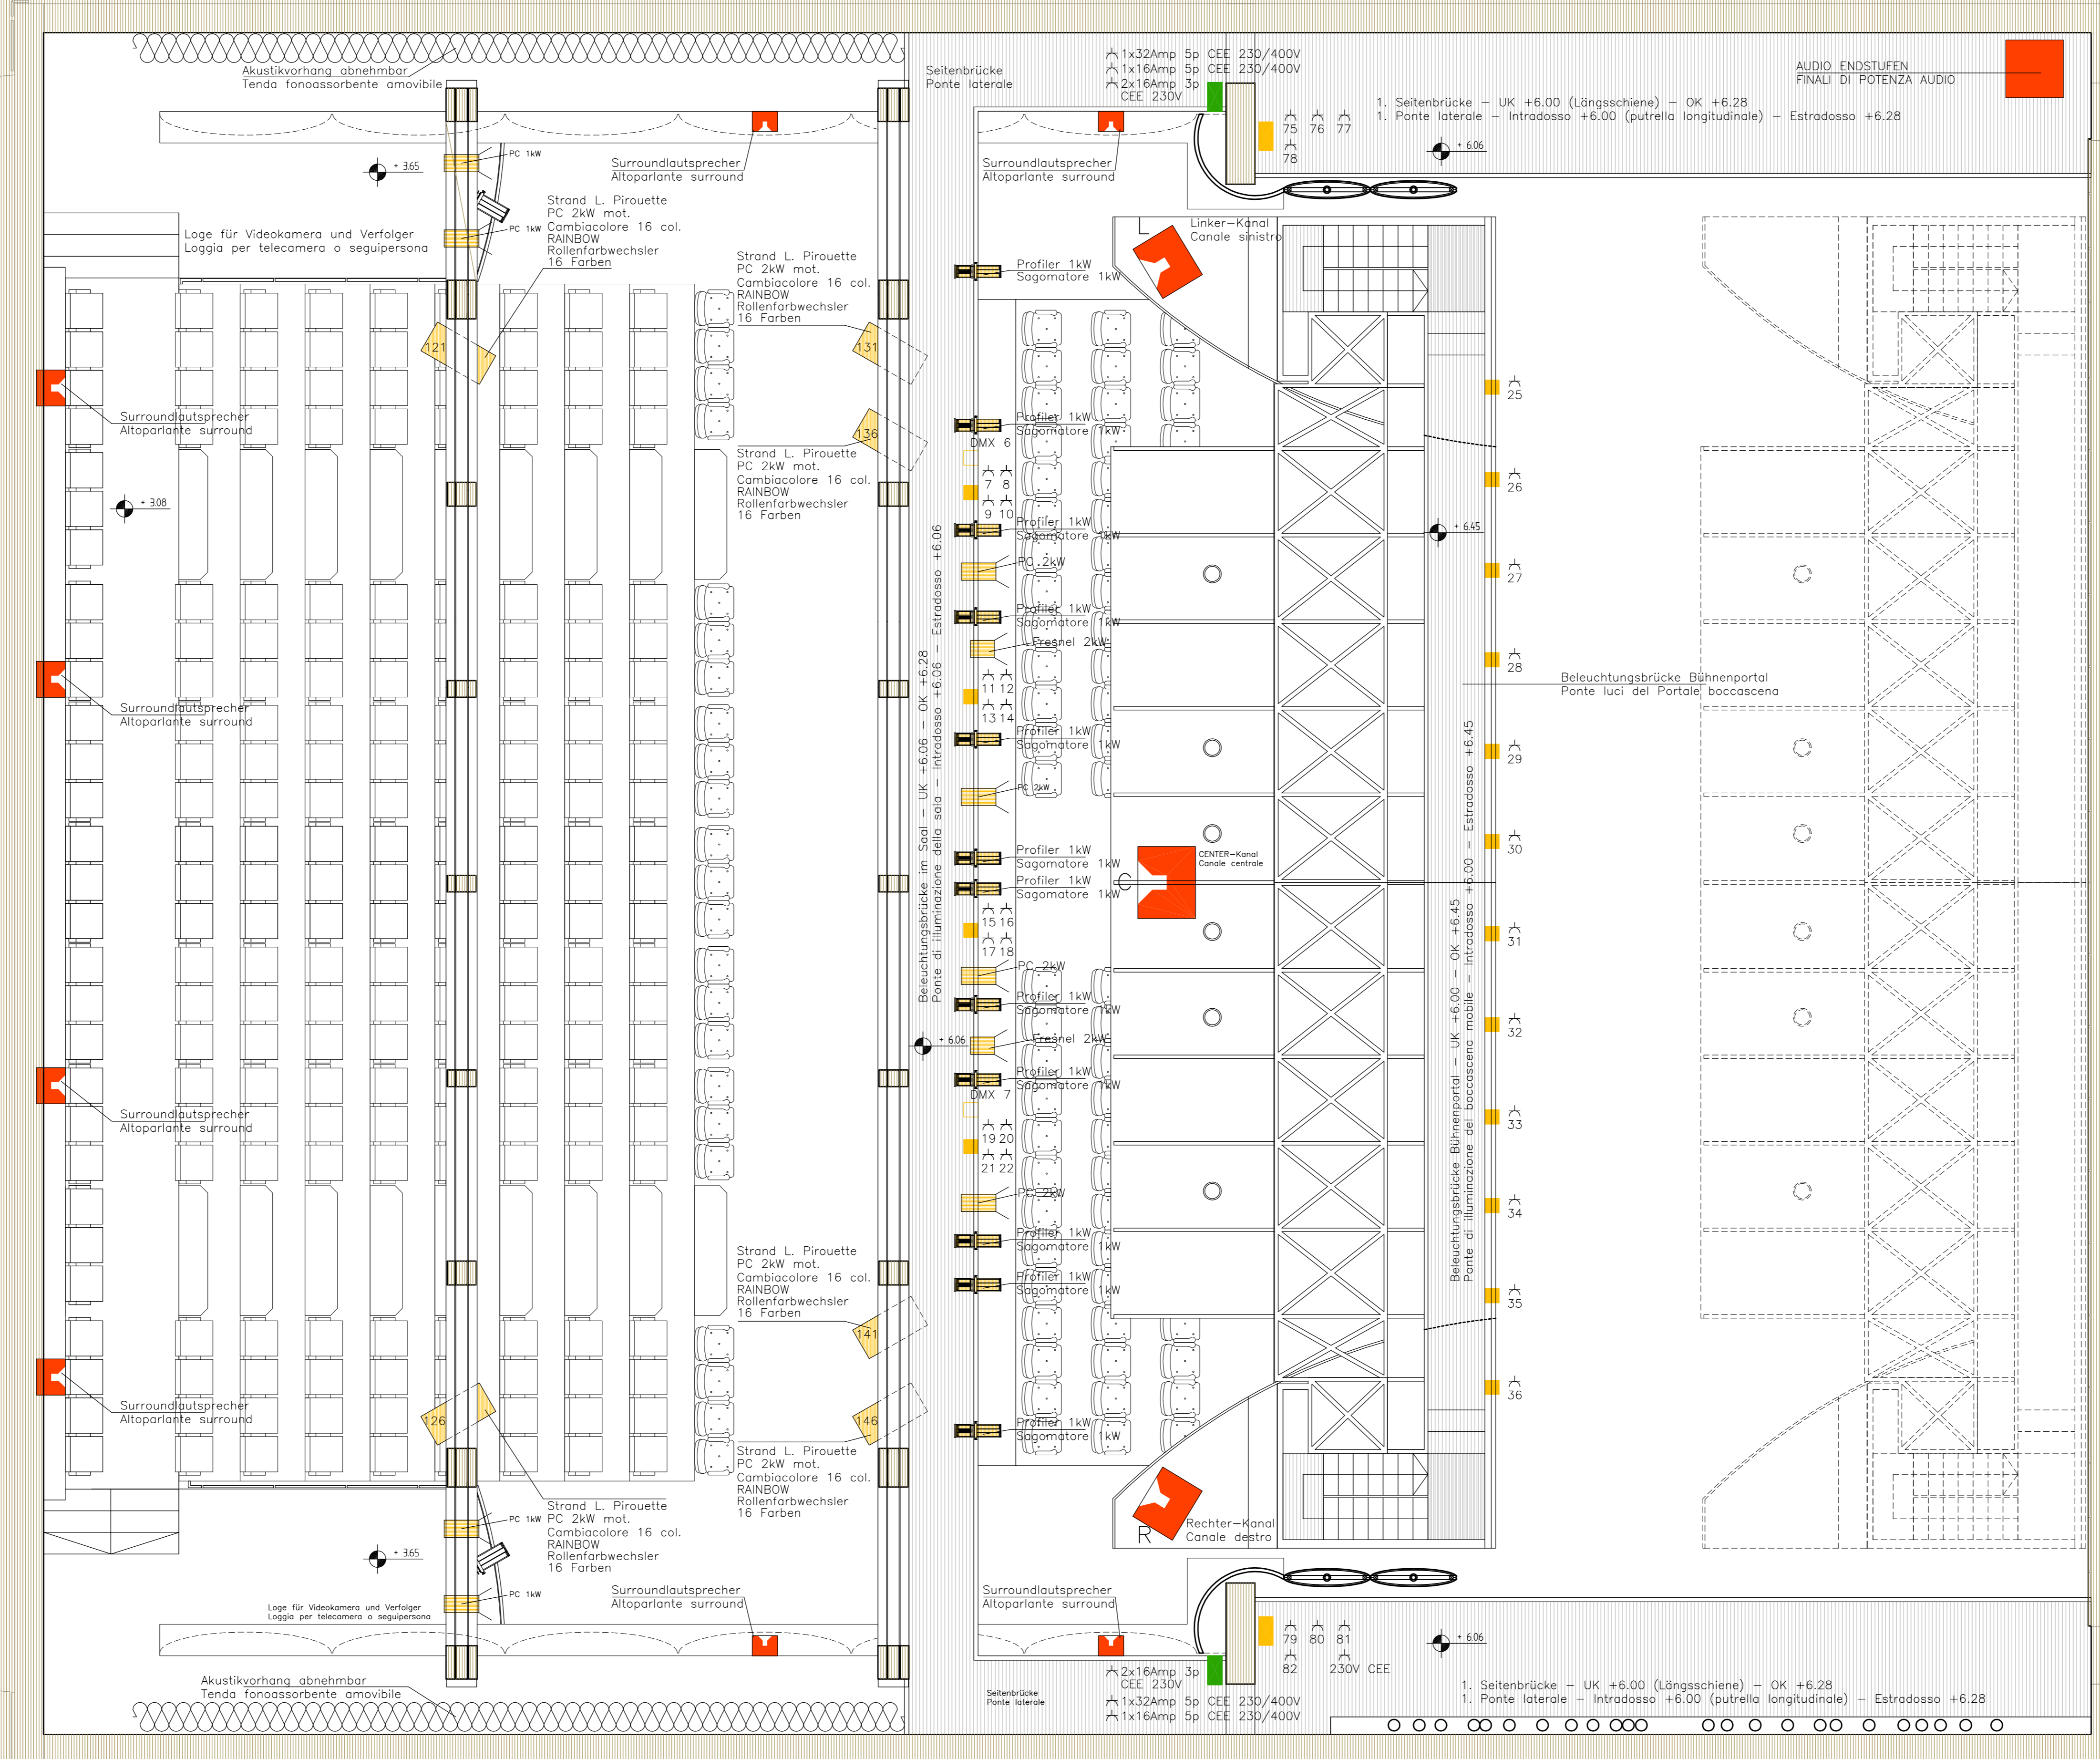 Akustikvorhang abnehmbar
Tenda fonoassorbente amovibile
Seitenbrücke
Ponte laterale
1x32Amp 5p CEE 230/400V
1x16Amp 5p CEE 230/400V
2x16Amp 3p
CEE 230V
75 76 77
78
1. Seitenbrücke – UK +6.00 (Längsschiene) – OK +6.28
1. Ponte laterale – Intradosso +6.00 (putrella longitudinale) – Estradosso +6.28
AUDIO ENDSTUFEN
FINALI DI POTENZA AUDIO
+ 6.06
+ 3.65
PC 1kW
Surroundlautsprecher
Altoparlante surround
Surroundlautsprecher
Altoparlante surround
Loge für Videokamera und Verfolger
Loggia per telecamera o seguipersona
PC 1kW
Strand L. Pirouette
PC 2kW mot.
Cambiacolore 16 col.
RAINBOW
Rollenfarbwechsler
16 Farben
Strand L. Pirouette
PC 2kW mot.
Cambiacolore 16 col.
RAINBOW
Rollenfarbwechsler
16 Farben
L
Linker-Kanal
Canale sinistro
Profiler 1kW
Sagomatore 1kW
121
131
136
Strand L. Pirouette
PC 2kW mot.
Cambiacolore 16 col.
RAINBOW
Rollenfarbwechsler
16 Farben
Surroundlautsprecher
Altoparlante surround
+ 3.08
Surroundlautsprecher
Altoparlante surround
Profiler 1kW
Sagomatore 1kW
DMX 6
7 8
9 10
Profiler 1kW
Sagomatore 1kW
PC 2kW
Profiler 1kW
Sagomatore 1kW
Fresnel 2kW
11 12
13 14
Profiler 1kW
Sagomatore 1kW
PC 2kW
Profiler 1kW
Sagomatore 1kW
Profiler 1kW
Sagomatore 1kW
15 16
17 18
PC 2kW
Profiler 1kW
Sagomatore 1kW
Fresnel 2kW
Profiler 1kW
Sagomatore 1kW
DMX 7
19 20
21 22
PC 2kW
Profiler 1kW
Sagomatore 1kW
Profiler 1kW
Sagomatore 1kW
Profiler 1kW
Sagomatore 1kW
Beleuchtungsbrücke im Saal – UK +6.06 – OK +6.28
Ponte di illuminazione della sala – Intradosso +6.06 – Estradosso +6.06
+ 6.06
C
CENTER-Kanal
Canale centrale
+ 6.45
Beleuchtungsbrücke Bühnenportal – UK +6.00 – OK +6.45
Ponte di illuminazione del boccascena mobile – Intradosso +6.00 – Estradosso +6.45
25
26
27
28
29
30
31
32
33
34
35
36
Beleuchtungsbrücke Bühnenportal
Ponte luci del Portale boccascena
Surroundlautsprecher
Altoparlante surround
Surroundlautsprecher
Altoparlante surround
Strand L. Pirouette
PC 2kW mot.
Cambiacolore 16 col.
RAINBOW
Rollenfarbwechsler
16 Farben
141
126
146
Strand L. Pirouette
PC 2kW mot.
Cambiacolore 16 col.
RAINBOW
Rollenfarbwechsler
16 Farben
PC 1kW
Strand L. Pirouette
PC 2kW mot.
Cambiacolore 16 col.
RAINBOW
Rollenfarbwechsler
16 Farben
R
Rechter-Kanal
Canale destro
+ 3.65
PC 1kW
Loge für Videokamera und Verfolger
Loggia per telecamera o seguipersona
Surroundlautsprecher
Altoparlante surround
Surroundlautsprecher
Altoparlante surround
79 80 81
82 230V CEE
+ 6.06
Akustikvorhang abnehmbar
Tenda fonoassorbente amovibile
Seitenbrücke
Ponte laterale
2x16Amp 3p
CEE 230V
1x32Amp 5p CEE 230/400V
1x16Amp 5p CEE 230/400V
1. Seitenbrücke – UK +6.00 (Längsschiene) – OK +6.28
1. Ponte laterale – Intradosso +6.00 (putrella longitudinale) – Estradosso +6.28